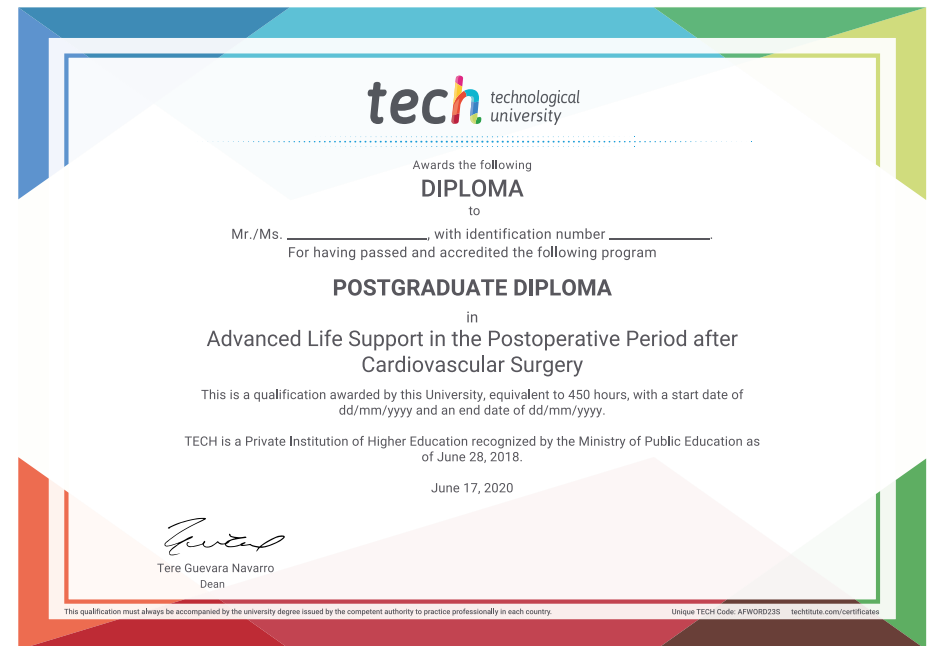 tech technological
university
Awards the following
DIPLOMA
to
Mr./Ms. ____________________, with identification number ______________.
For having passed and accredited the following program
POSTGRADUATE DIPLOMA
in
Advanced Life Support in the Postoperative Period after
Cardiovascular Surgery
This is a qualification awarded by this University, equivalent to 450 hours, with a start date of
dd/mm/yyyy and an end date of dd/mm/yyyy.
TECH is a Private Institution of Higher Education recognized by the Ministry of Public Education as
of June 28, 2018.
June 17, 2020
Tere Guevara Navarro
Dean
This qualification must always be accompanied by the university degree issued by the competent authority to practice professionally in each country.
Unique TECH Code: AFWORD23S techtitute.com/certificates